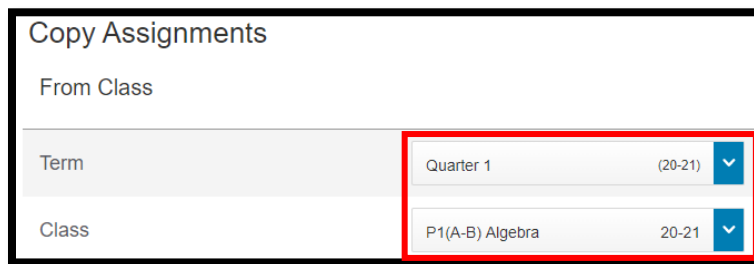 Copy Assignments
From Class
Term Quarter 1 (20-21)
Class P1(A-B) Algebra 20-21